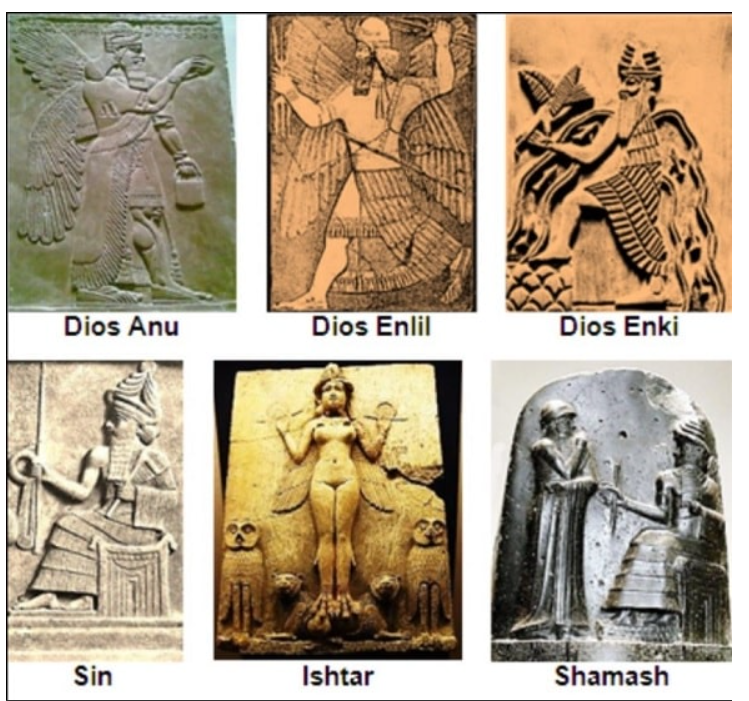 Dios Anu
Dios Enlil
Dios Enki
Sin
Ishtar
Shamash